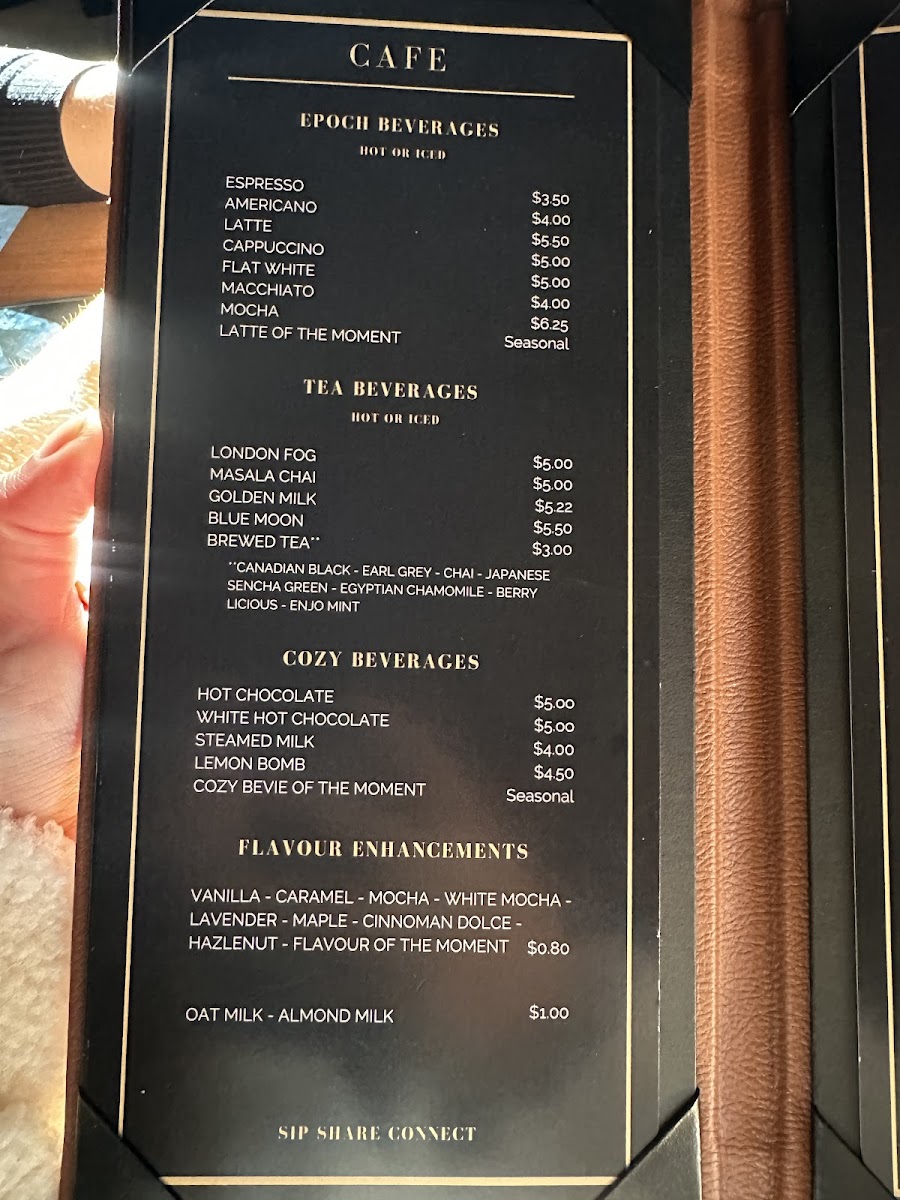 CAFE
EPOCH BEVERAGES
HOT OR ICED
ESPRESSO $3.50
AMERICANO $4.00
LATTE $5.50
CAPPUCCINO $5.00
FLAT WHITE $5.00
MACCHIATO $4.00
MOCHA $6.25
LATTE OF THE MOMENT Seasonal
TEA BEVERAGES
HOT OR ICED
LONDON FOG $5.00
MASALA CHAI $5.00
GOLDEN MILK $5.22
BLUE MOON $5.50
BREWED TEA** $3.00
**CANADIAN BLACK - EARL GREY - CHAI - JAPANESE
SENCHA GREEN - EGYPTIAN CHAMOMILE - BERRY
LICIOUS - ENJO MINT
COZY BEVERAGES
HOT CHOCOLATE $5.00
WHITE HOT CHOCOLATE $5.00
STEAMED MILK $4.00
LEMON BOMB $4.50
COZY BEVIE OF THE MOMENT Seasonal
FLAVOUR ENHANCEMENTS
VANILLA - CARAMEL - MOCHA - WHITE MOCHA -
LAVENDER - MAPLE - CINNOMAN DOLCE -
HAZLENUT - FLAVOUR OF THE MOMENT $0.80
OAT MILK - ALMOND MILK $1.00
SIP SHARE CONNECT